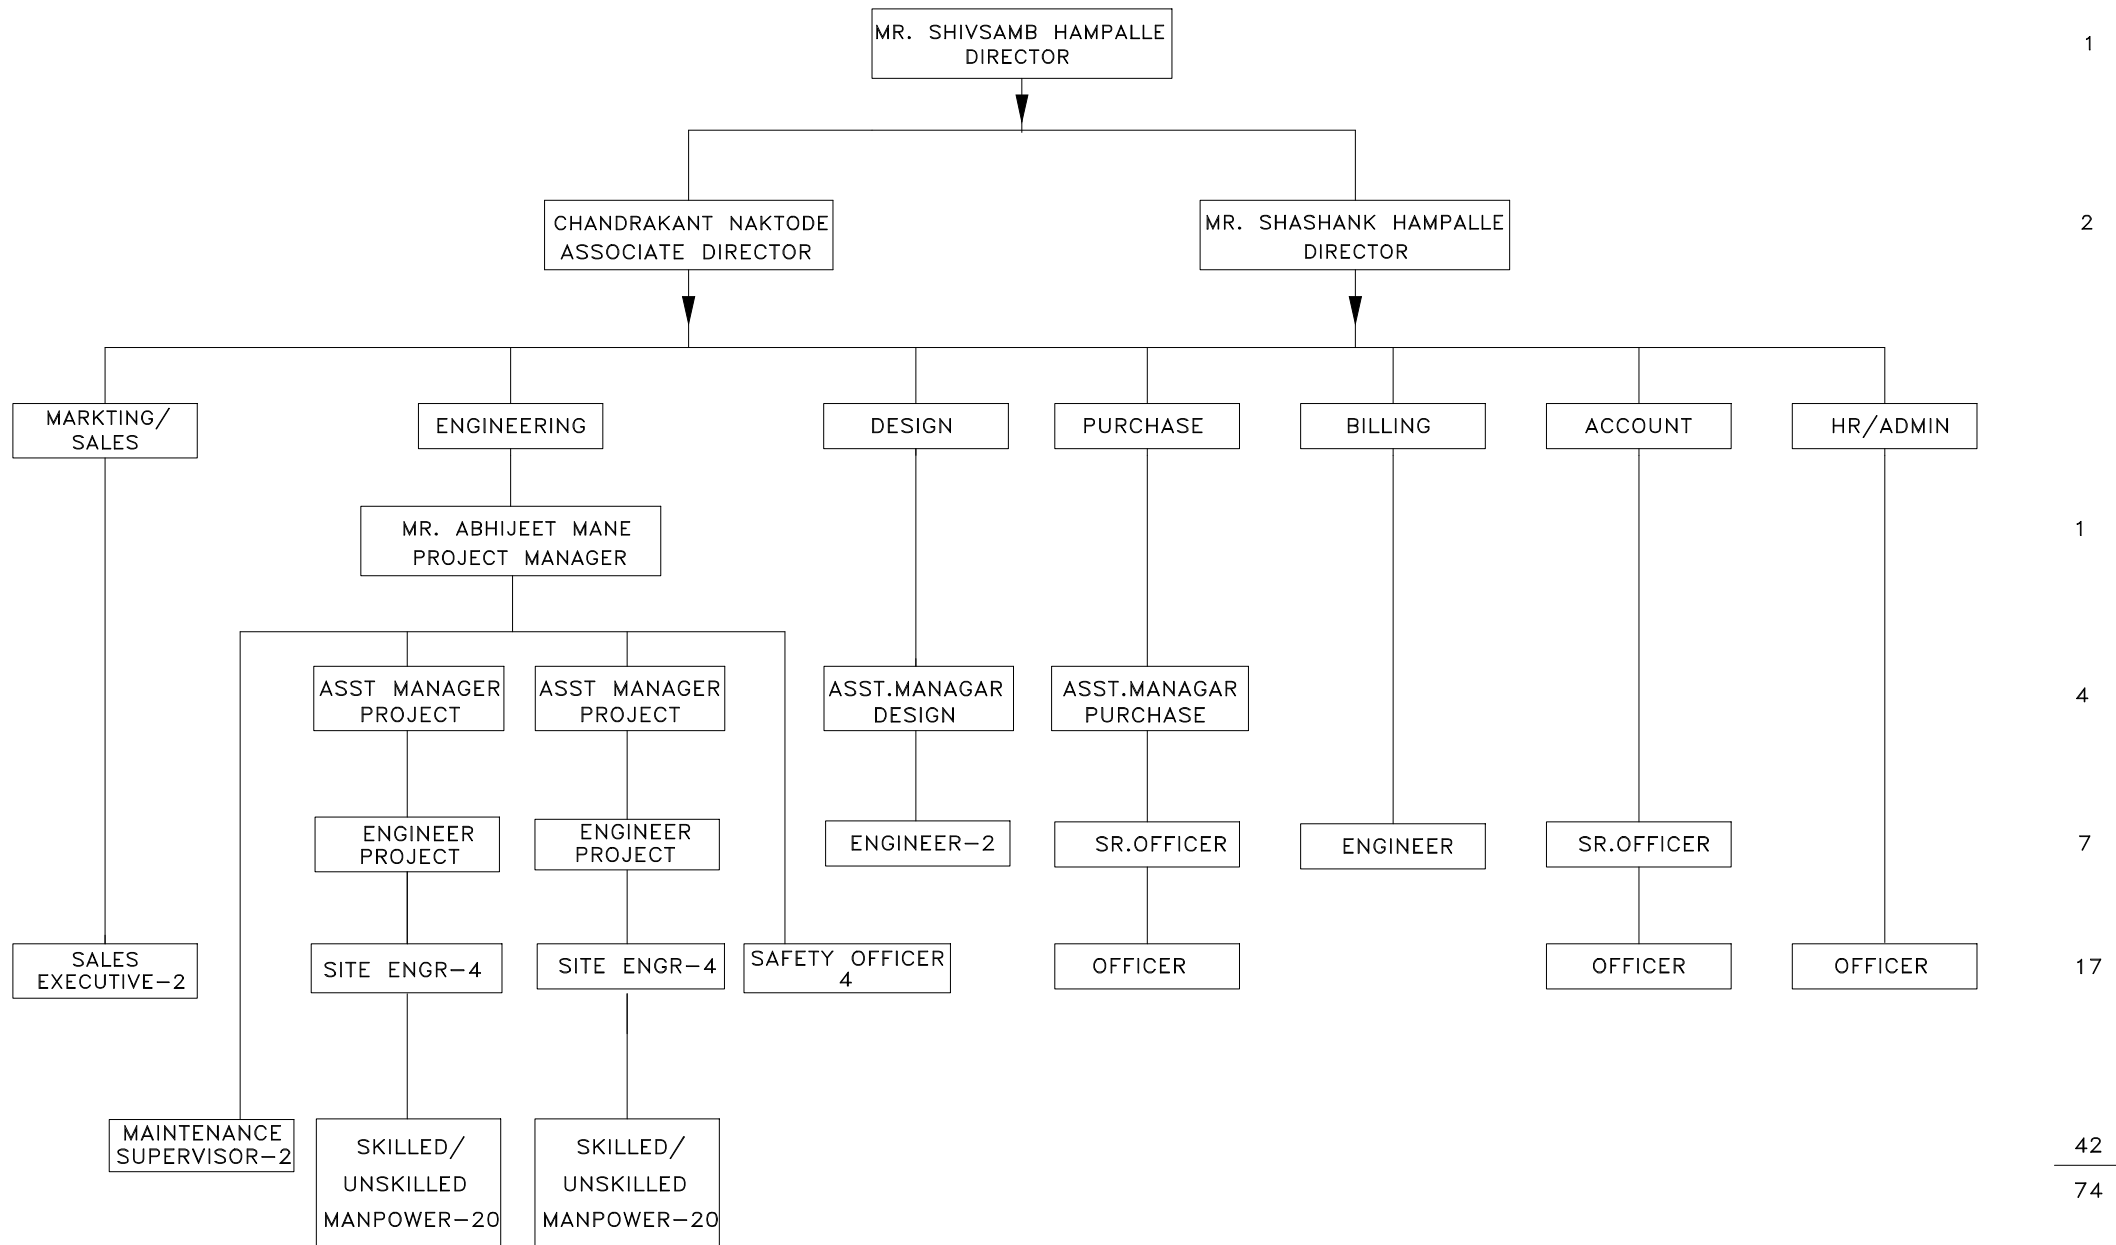 MR. SHIVSAMB HAMPALLE
DIRECTOR
1
CHANDRAKANT NAKTODE
ASSOCIATE DIRECTOR
MR. SHASHANK HAMPALLE
DIRECTOR
2
MARKTING/
SALES
ENGINEERING
DESIGN
PURCHASE
BILLING
ACCOUNT
HR/ADMIN
MR. ABHIJEET MANE
PROJECT MANAGER
1
ASST MANAGER
PROJECT
ASST MANAGER
PROJECT
ASST.MANAGAR
DESIGN
ASST.MANAGAR
PURCHASE
4
ENGINEER
PROJECT
ENGINEER
PROJECT
ENGINEER-2
SR.OFFICER
ENGINEER
SR.OFFICER
7
SALES
EXECUTIVE-2
SITE ENGR-4
SITE ENGR-4
SAFETY OFFICER
4
OFFICER
OFFICER
OFFICER
17
MAINTENANCE
SUPERVISOR-2
SKILLED/
UNSKILLED
MANPOWER-20
SKILLED/
UNSKILLED
MANPOWER-20
42
74